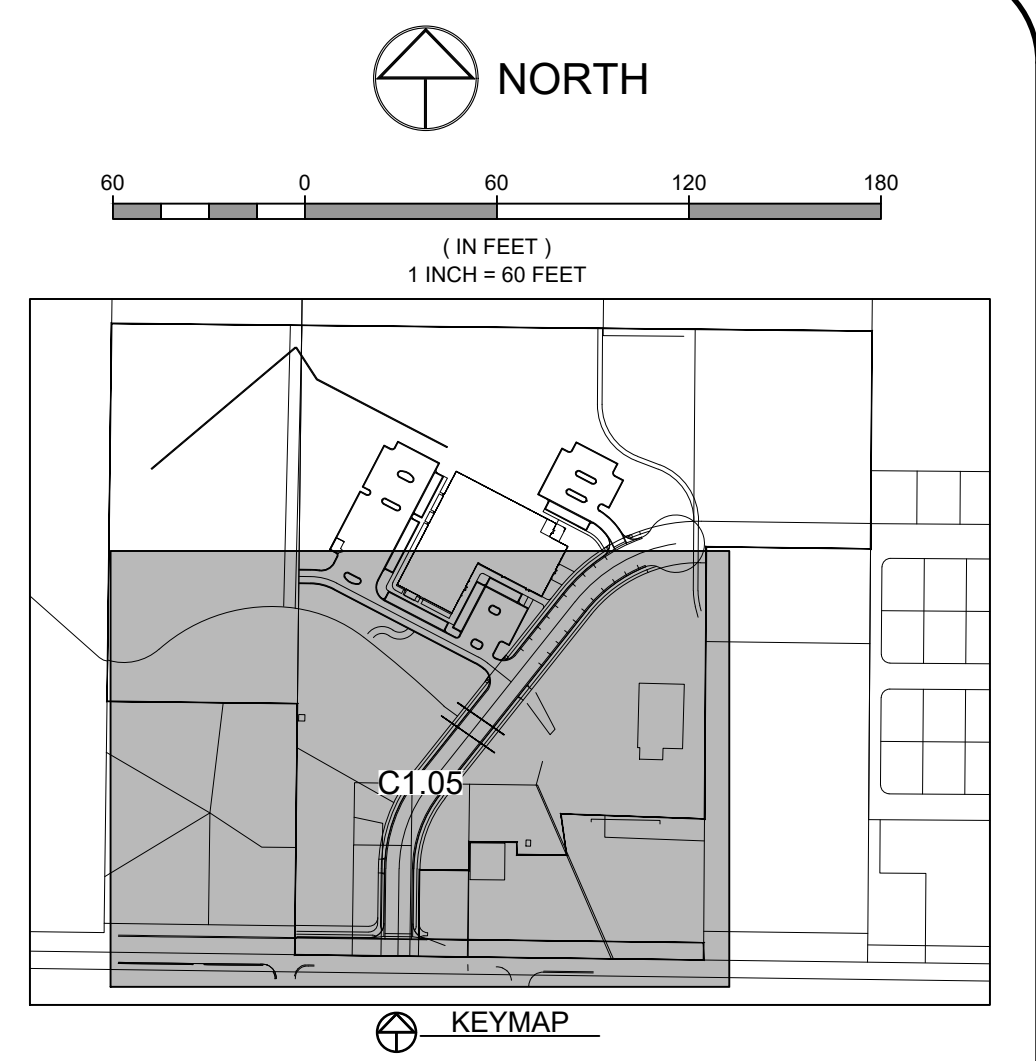 NORTH
60 0 60 120 180
( IN FEET )
1 INCH = 60 FEET
C1.05
KEYMAP